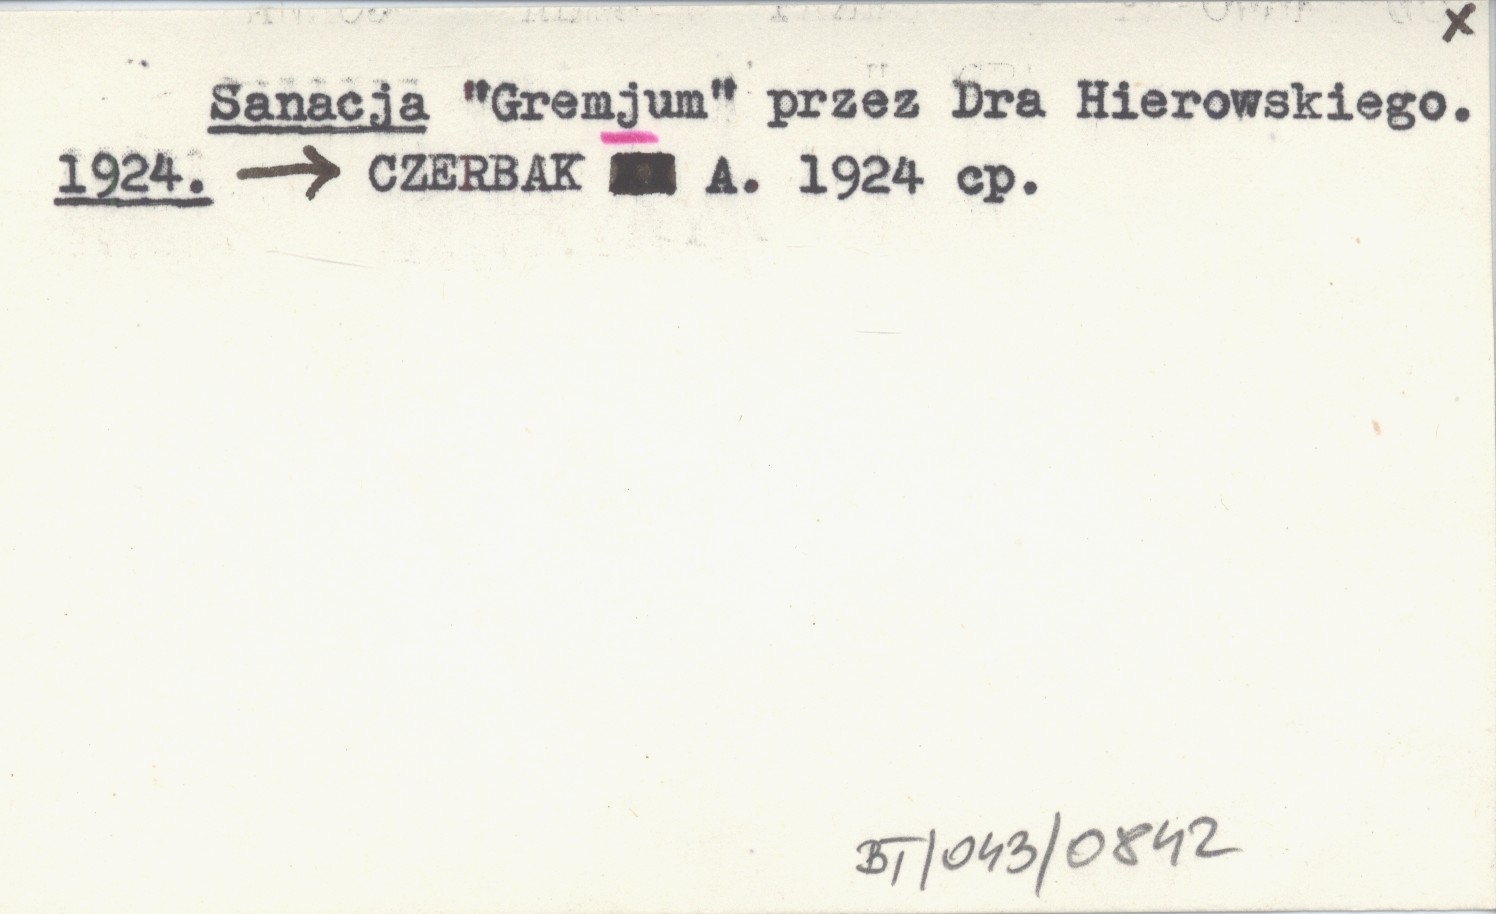 x
Sanacja "Gremjum" przez Dra Hierowskiego.
1924. → CZERBAK A. 1924 cp.
BT/043/0842